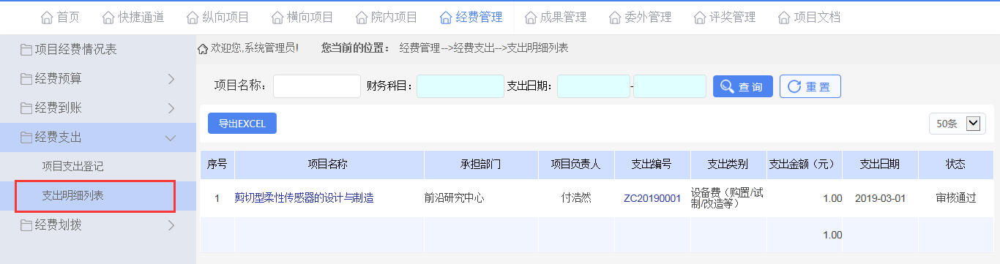 首页 快捷通道 纵向项目 横向项目 院内项目 经费管理 成果管理 委外管理 评奖管理 项目文档
项目经费情况表
经费预算
经费到账
经费支出
项目支出登记
支出明细列表
经费划拨
欢迎您,系统管理员! 您当前的位置： 经费管理-->经费支出-->支出明细列表
项目名称： 财务科目： 支出日期： - 查询 重置
导出EXCEL 50条
序号 项目名称 承担部门 项目负责人 支出编号 支出类别 支出金额（元） 支出日期 状态
1 剪切型柔性传感器的设计与制造 前沿研究中心 付浩然 ZC20190001 设备费（购置/试 1.00 2019-03-01 审核通过
制/改造等）
1.00